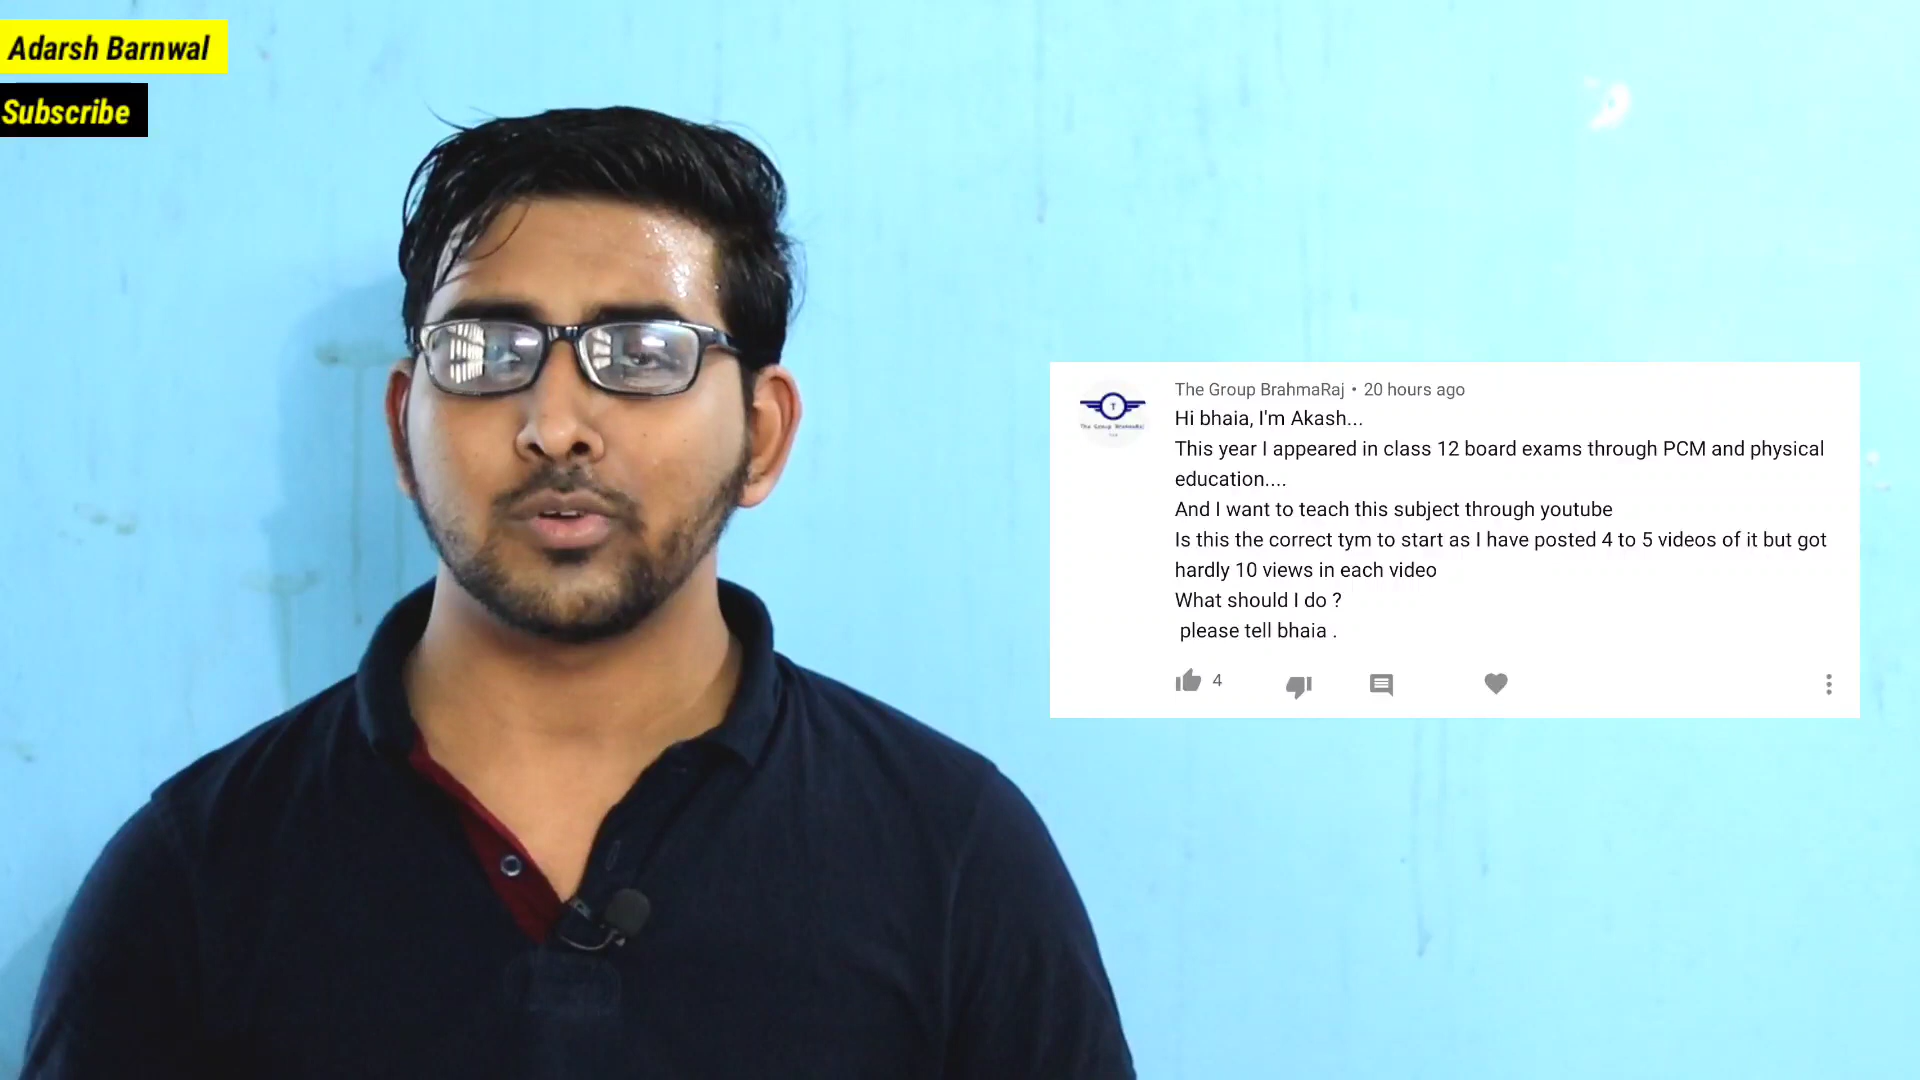 Adarsh Barnwal
Subscribe
The Group BrahmaRaj • 20 hours ago
Hi bhaia, I'm Akash...
This year I appeared in class 12 board exams through PCM and physical
education....
And I want to teach this subject through youtube
Is this the correct tym to start as I have posted 4 to 5 videos of it but got
hardly 10 views in each video
What should I do ?
please tell bhaia .
4
T
The Group BrahmaRaj